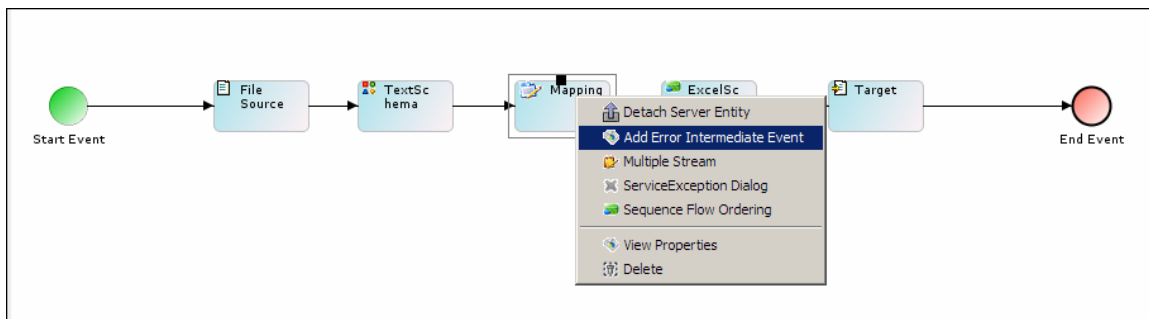 File
Source
TextSc
hema
Mapping
ExcelSc
Target
Start Event
End Event
Detach Server Entity
Add Error Intermediate Event
Multiple Stream
ServiceException Dialog
Sequence Flow Ordering
View Properties
Delete